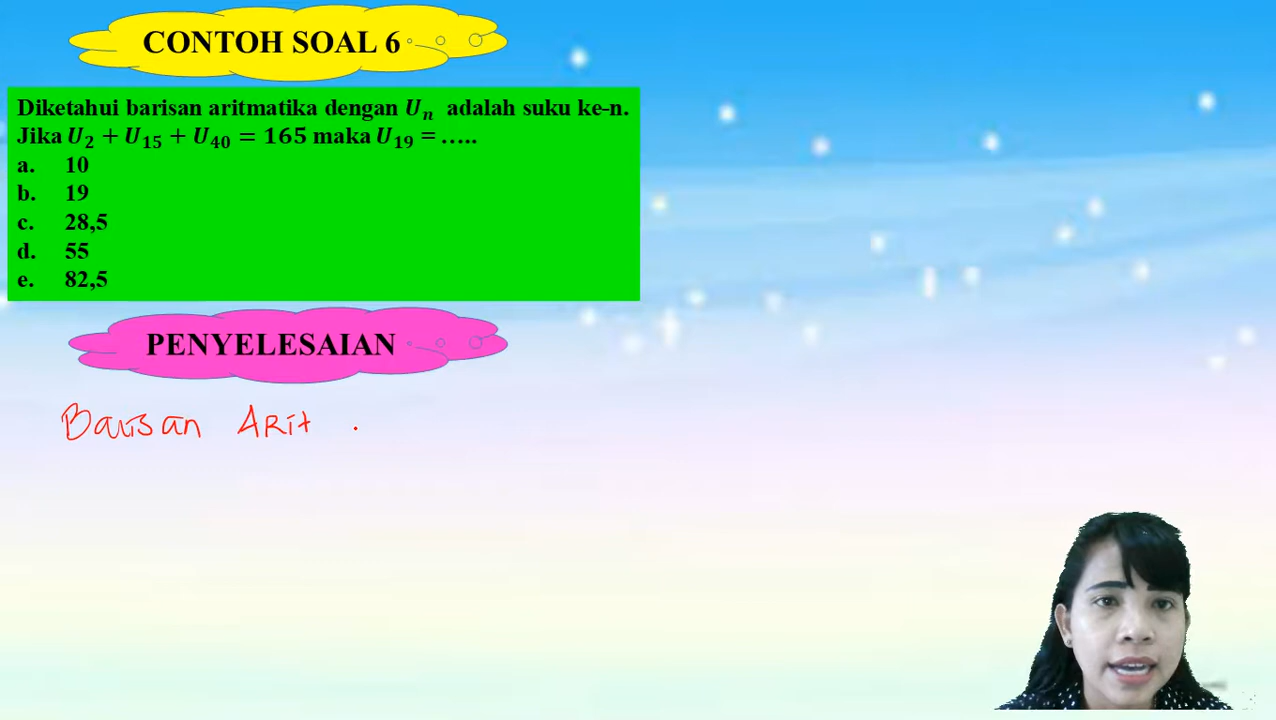 CONTOH SOAL 6
Diketahui barisan aritmatika dengan Uₙ adalah suku ke-n.
Jika U₂ + U₁₅ + U₄₀ = 165 maka U₁₉ = …..
a. 10
b. 19
c. 28,5
d. 55
e. 82,5
PENYELESAIAN
Barisan Arit .